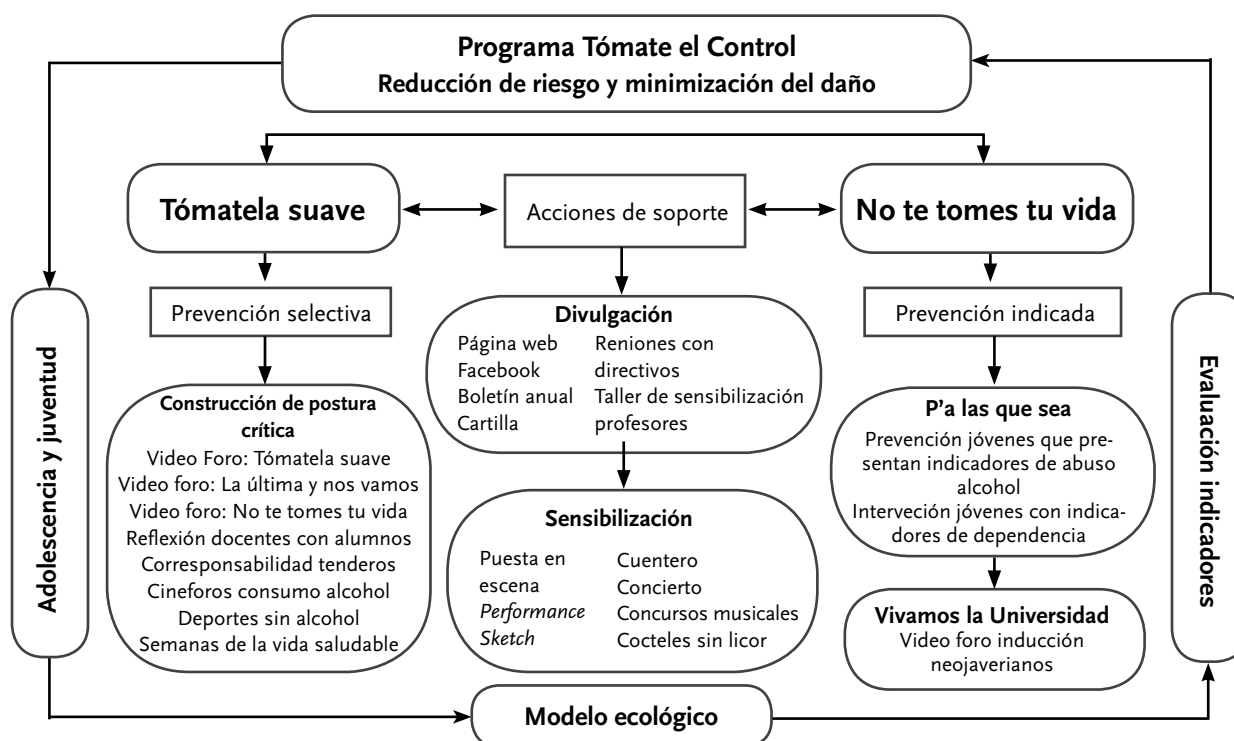 Programa Tómate el Control
Reducción de riesgo y minimización del daño
Tómatela suave
Acciones de soporte
No te tomes tu vida
Prevención selectiva
Prevención indicada
Divulgación
Página web
Facebook
Boletín anual
Cartilla
Reniones con
directivos
Taller de sensibilización
profesores
Construcción de postura
crítica
Video Foro: Tómatela suave
Video foro: La última y nos vamos
Video foro: No te tomes tu vida
Reflexión docentes con alumnos
Corresponsabilidad tenderos
Cineforos consumo alcohol
Deportes sin alcohol
Semanas de la vida saludable
Sensibilización
Puesta en
escena
Performance
Sketch
Cuentero
Concierto
Concursos musicales
Cocteles sin licor
P'a las que sea
Prevención jóvenes que pre-
sentan indicadores de abuso
alcohol
Interveción jóvenes con indica-
dores de dependencia
Vivamos la Universidad
Video foro inducción
neojaverianos
Adolescencia y juventud
Evaluación indicadores
Modelo ecológico